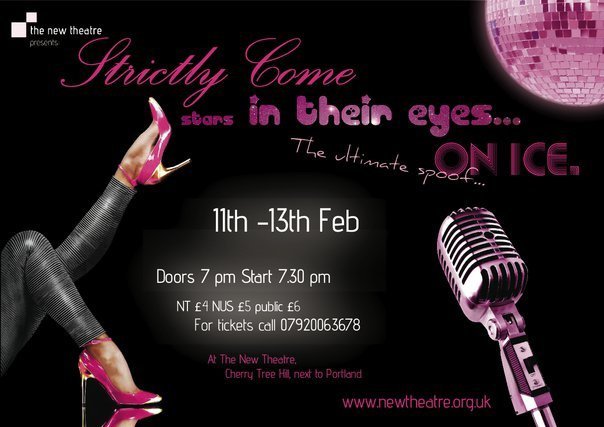 the new theatre
presents
Strictly Come
stars in their eyes...
The ultimate spoof...
ON ICE.
11th -13th Feb
Doors 7 pm Start 7.30 pm
NT £4 NUS £5 public £6
For tickets call 07920063678
At The New Theatre,
Cherry Tree Hill, next to Portland
www.newtheatre.org.uk